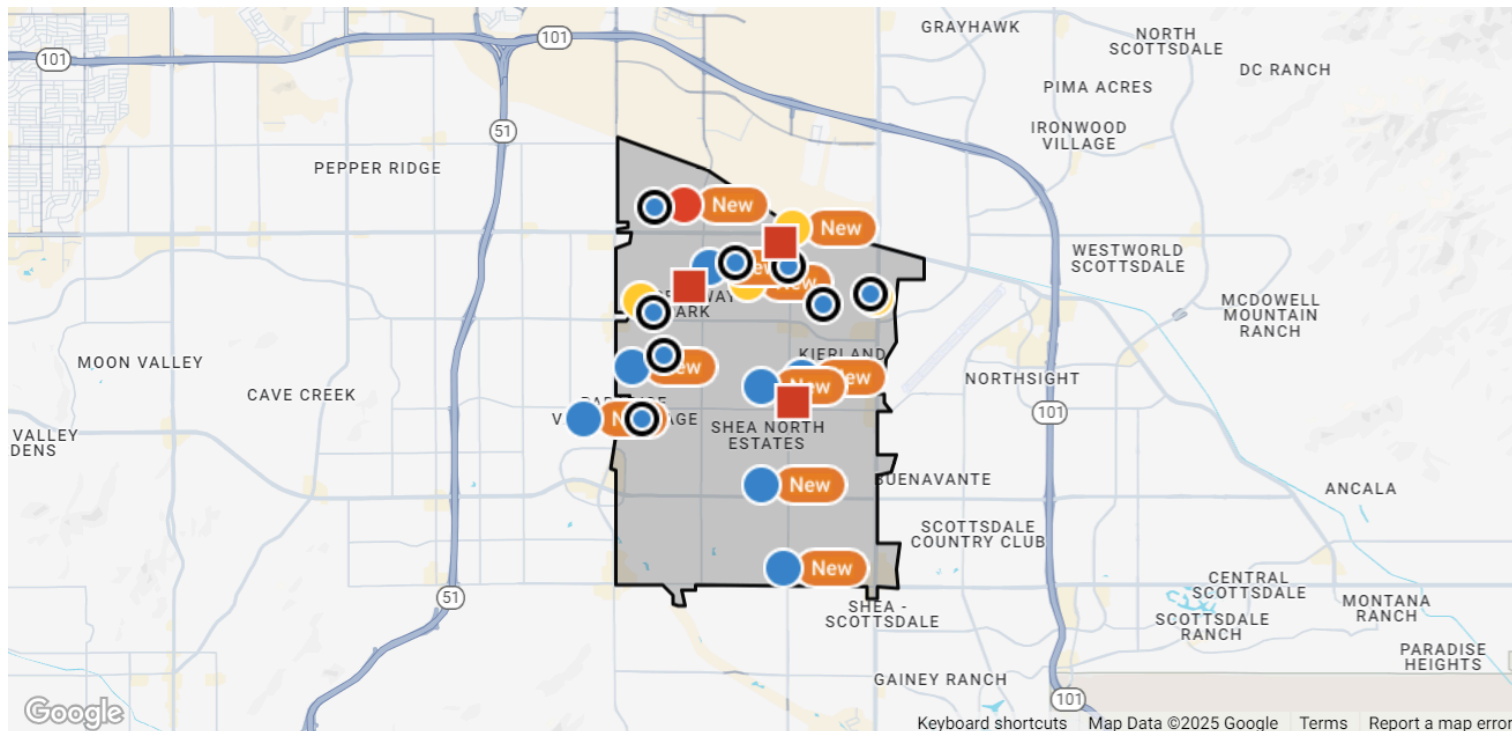 GRAYHAWK
101
101
NORTH
SCOTTSDALE
DC RANCH
PIMA ACRES
51
IRONWOOD
VILLAGE
PEPPER RIDGE
New
New
WESTWORLD
SCOTTSDALE
New
MCDOWELL
MOUNTAIN
RANCH
KIERLAND
MOON VALLEY
New
New
New
NORTHSIGHT
CAVE CREEK
101
VALLEY
DENS
SHEA NORTH
ESTATES
New
BUENAVANTE
ANCALA
SCOTTSDALE
COUNTRY CLUB
New
CENTRAL
SCOTTSDALE
51
SHEA -
SCOTTSDALE
MONTANA
RANCH
SCOTTSDALE
RANCH
PARADISE
HEIGHTS
GAINEY RANCH
101
Google
Keyboard shortcuts Map Data ©2025 Google Terms Report a map error